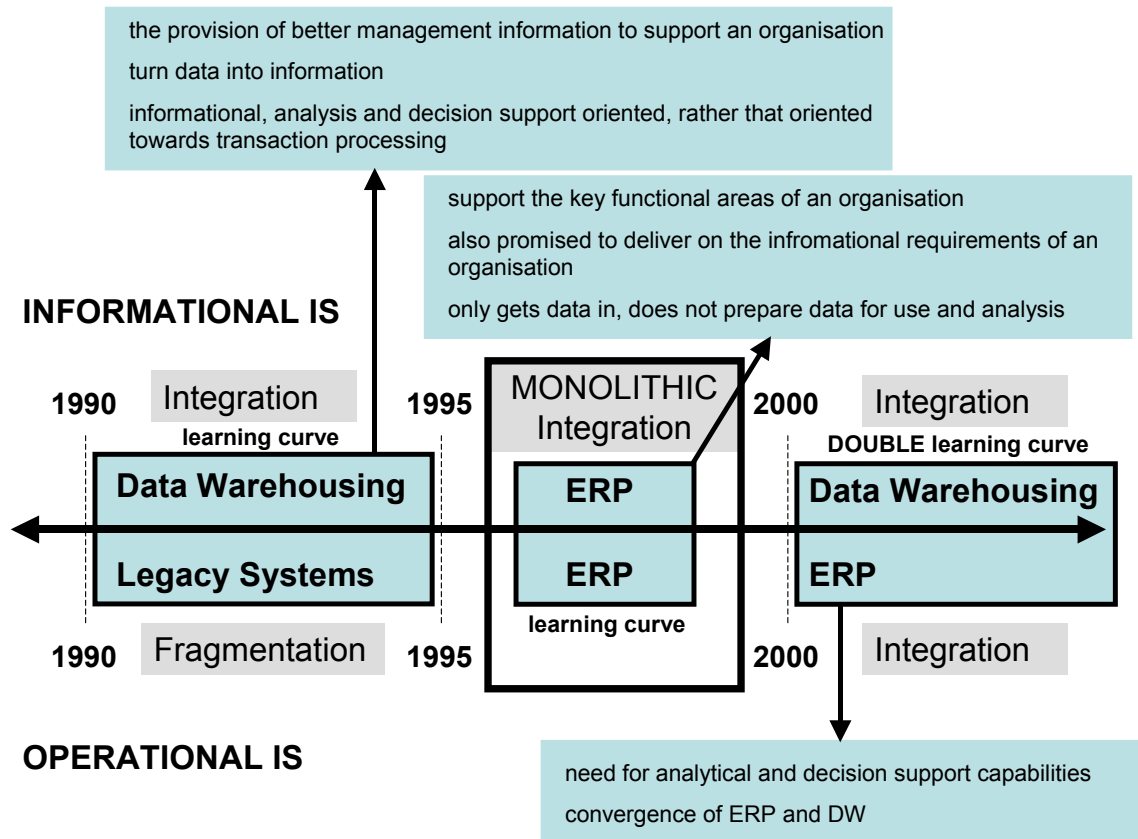 the provision of better management information to support an organisation
turn data into information
informational, analysis and decision support oriented, rather that oriented
towards transaction processing
support the key functional areas of an organisation
also promised to deliver on the infromational requirements of an
organisation
only gets data in, does not prepare data for use and analysis
INFORMATIONAL IS
1990
Integration
learning curve
1995
MONOLITHIC
Integration
2000
Integration
DOUBLE learning curve
Data Warehousing
ERP
Data Warehousing
Legacy Systems
ERP
ERP
learning curve
1990
Fragmentation
1995
2000
Integration
OPERATIONAL IS
need for analytical and decision support capabilities
convergence of ERP and DW